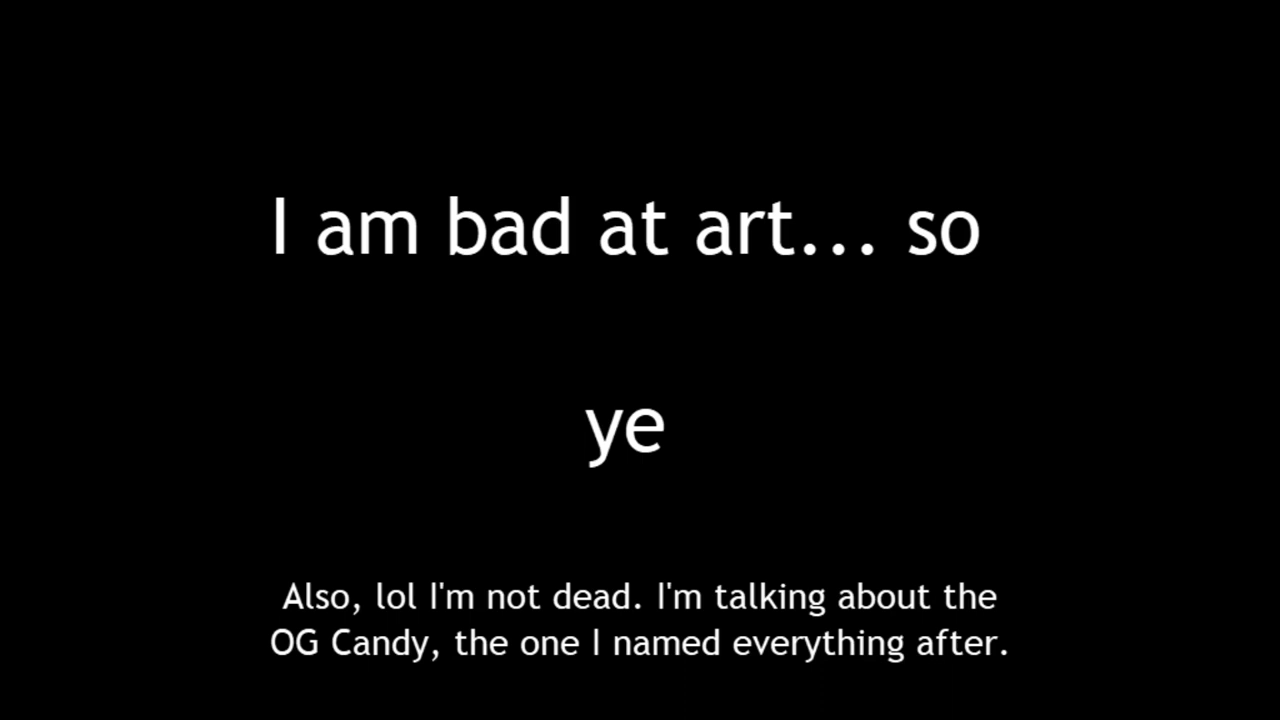 I am bad at art... so
ye
Also, lol I'm not dead. I'm talking about the
OG Candy, the one I named everything after.